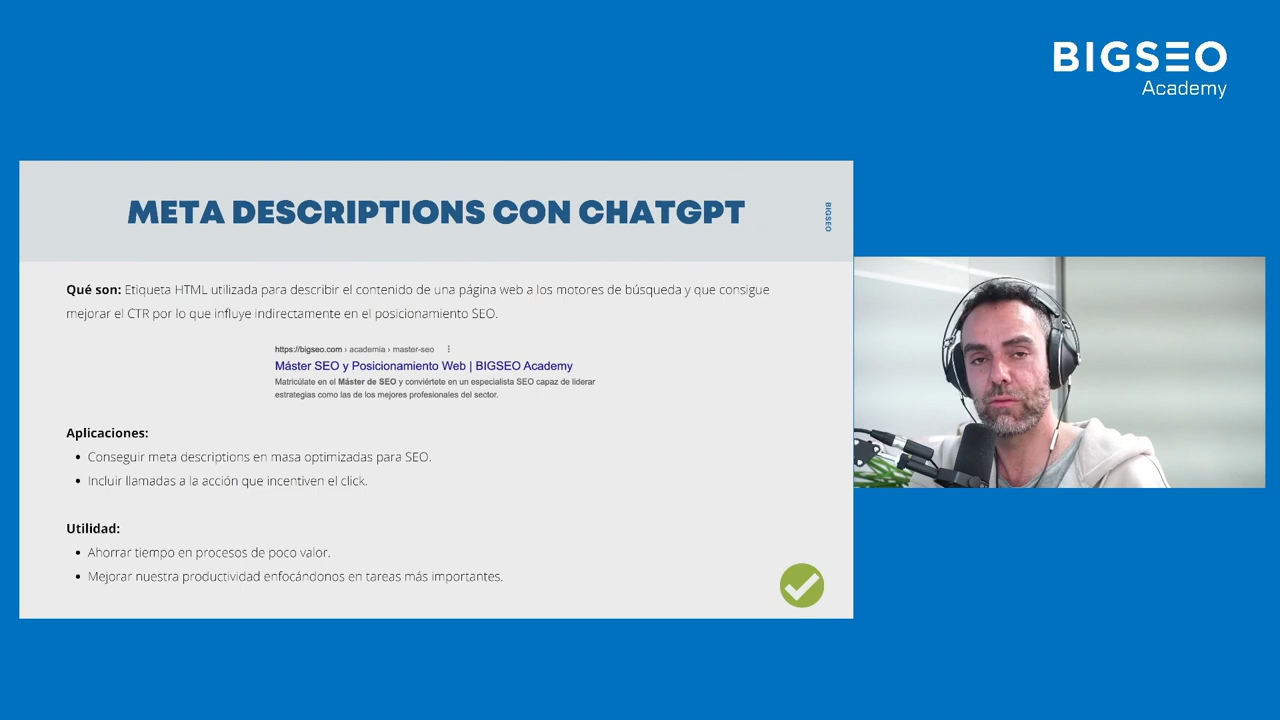 BIGSEO
Academy
META DESCRIPTIONS CON CHATGPT
BIGSEO
Qué son: Etiqueta HTML utilizada para describir el contenido de una página web a los motores de búsqueda y que consigue
mejorar el CTR por lo que influye indirectamente en el posicionamiento SEO.
https://bigseo.com › academia › master-seo
Máster SEO y Posicionamiento Web | BIGSEO Academy
Matricúlate en el Máster de SEO y conviértete en un especialista SEO capaz de liderar
estrategias como las de los mejores profesionales del sector.
Aplicaciones:
• Conseguir meta descriptions en masa optimizadas para SEO.
• Incluir llamadas a la acción que incentiven el click.
Utilidad:
• Ahorrar tiempo en procesos de poco valor.
• Mejorar nuestra productividad enfocándonos en tareas más importantes.